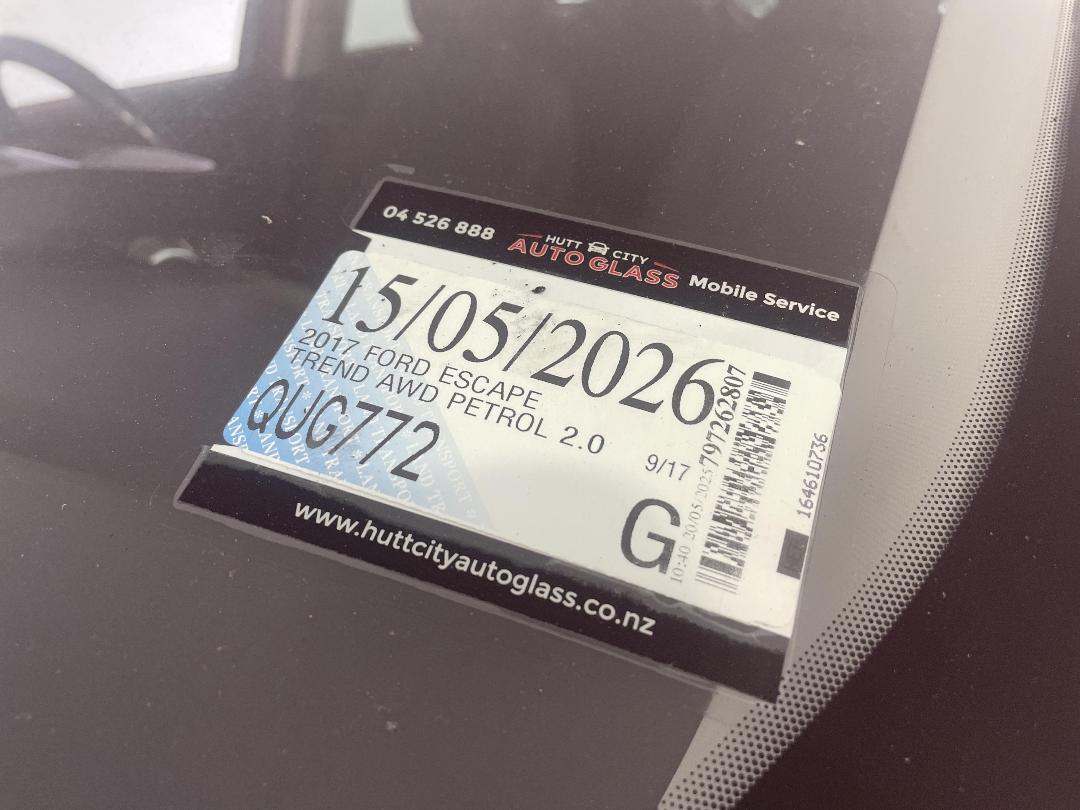 04 526 888 HUTT CITY AUTO GLASS Mobile Service
15/05/2026
2017 FORD ESCAPE
TREND AWD PETROL 2.0
QUG772
9/17
G
10:40 20/05/2025 797262807
164610736
www.huttcityautoglass.co.nz